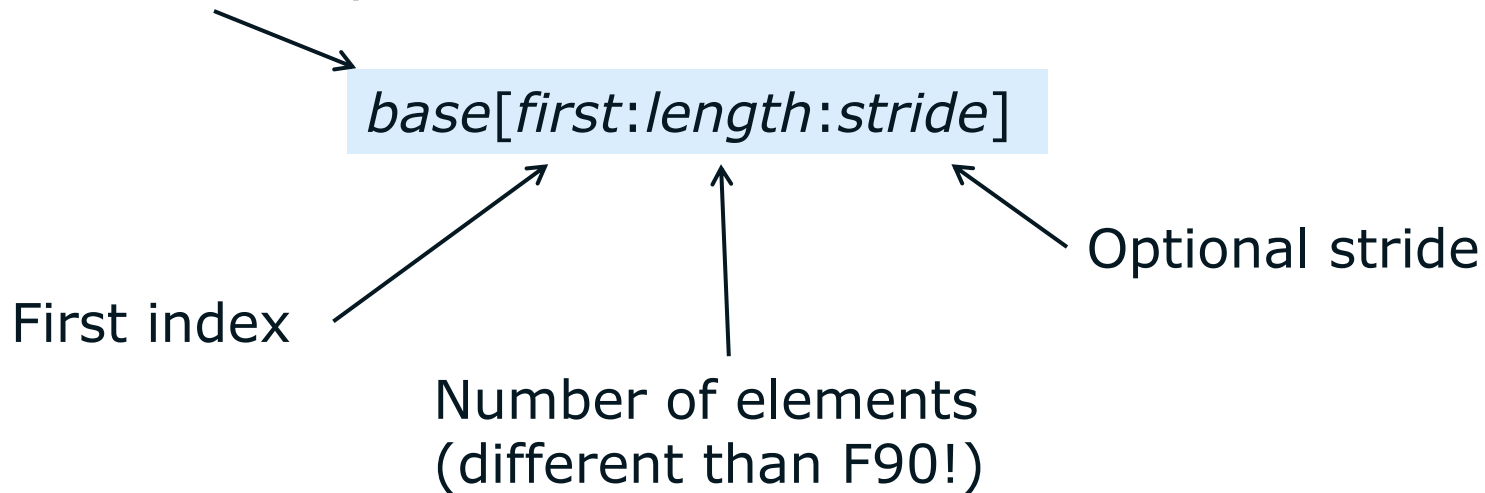 base[first:length:stride]
Optional stride
First index
Number of elements
(different than F90!)